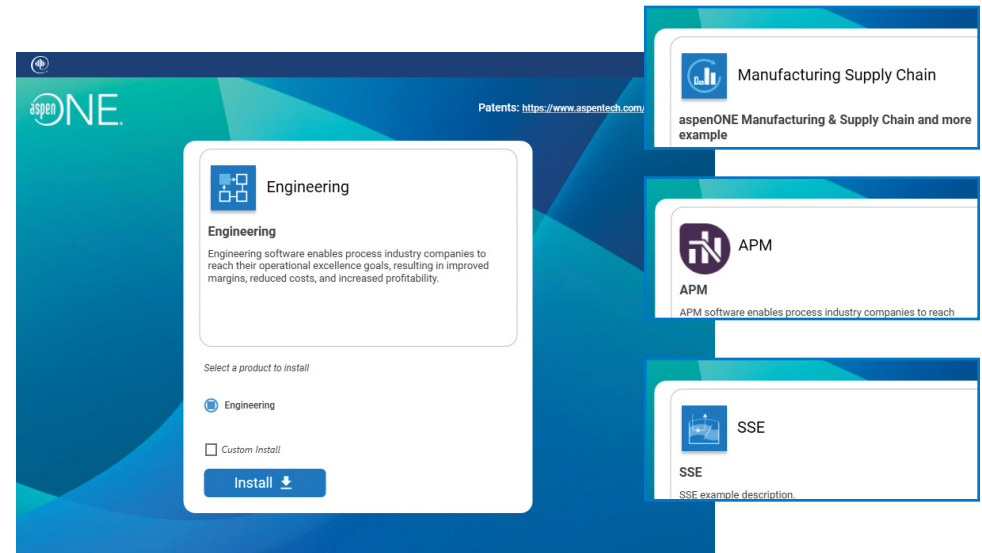 aspenONE.
Patents: https://www.aspentech.com/
Engineering
Engineering
Engineering software enables process industry companies to
reach their operational excellence goals, resulting in improved
margins, reduced costs, and increased profitability.
Select a product to install
Engineering
Custom Install
Install
Manufacturing Supply Chain
aspenONE Manufacturing & Supply Chain and more
example
APM
APM
APM software enables process industry companies to reach
SSE
SSE
SSE example description.